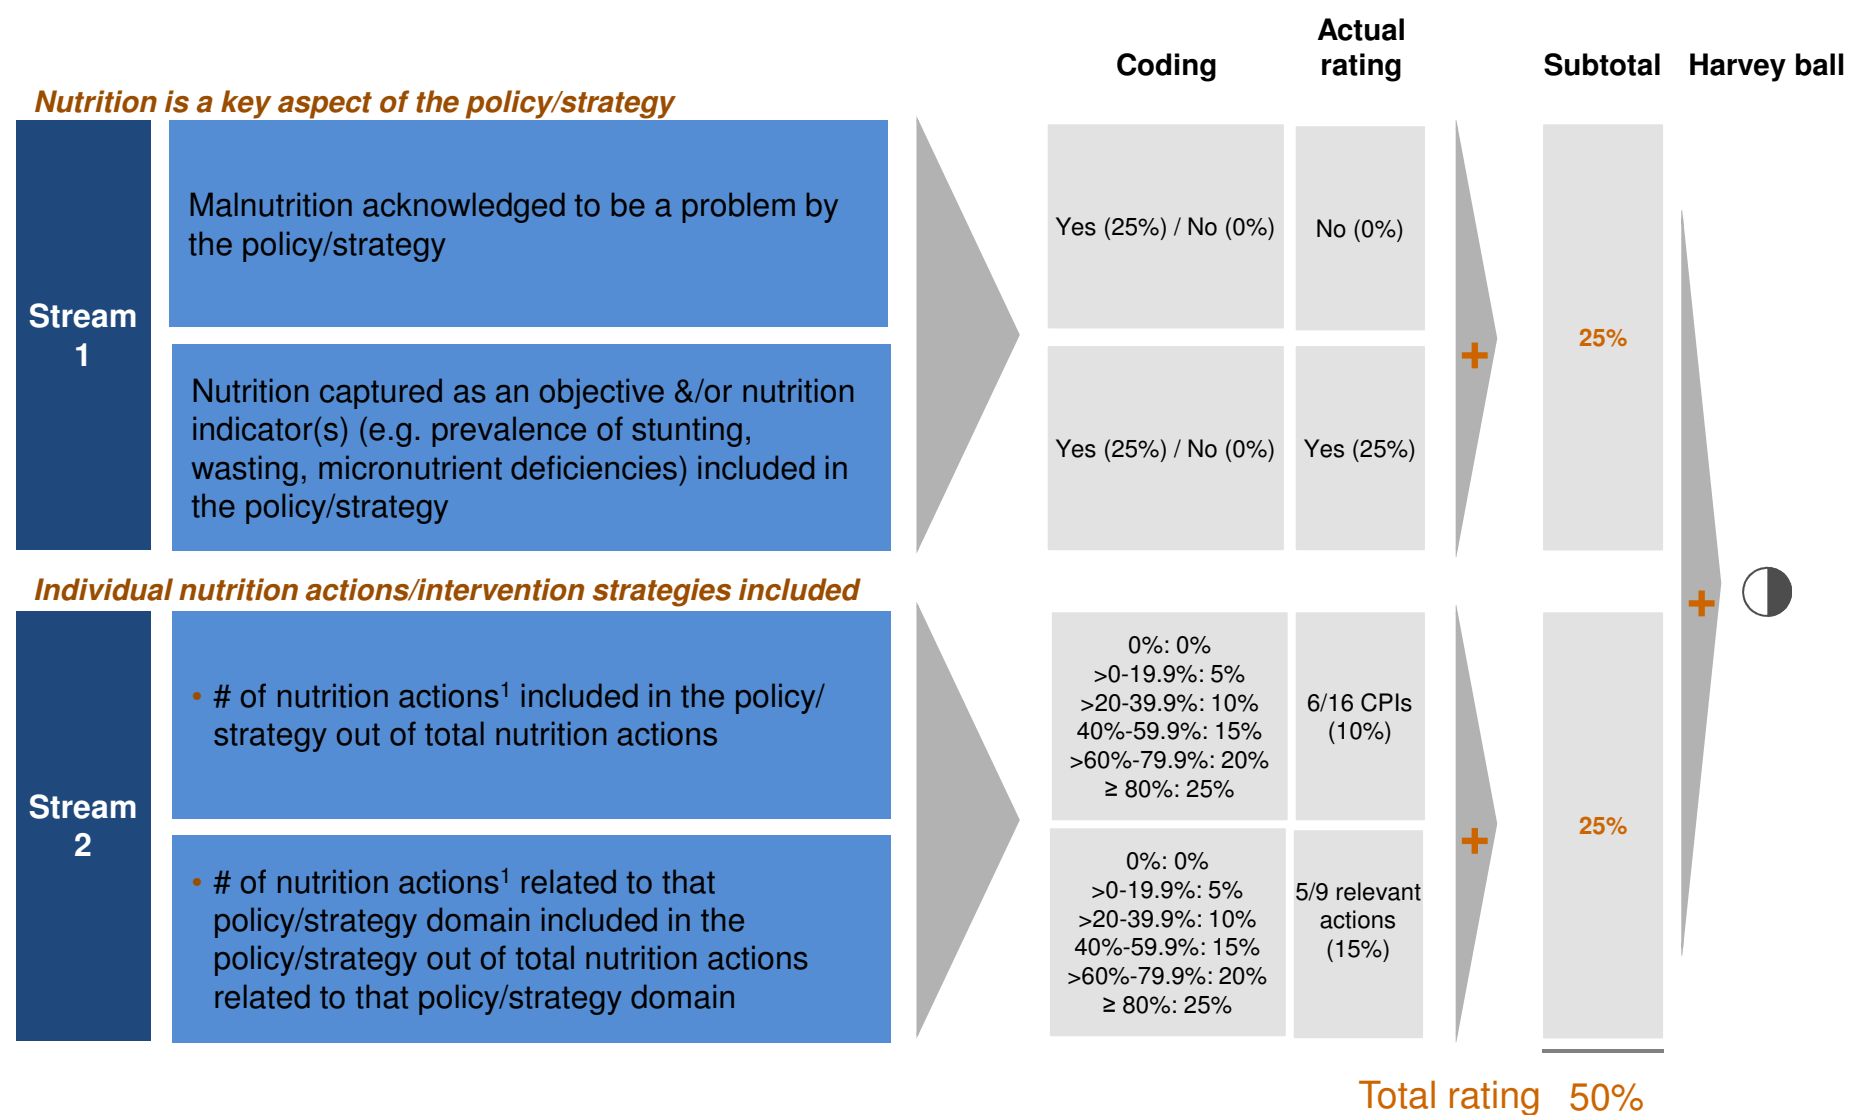 Coding
Actual
rating
Subtotal
Harvey ball
Nutrition is a key aspect of the policy/strategy
Stream
1
Malnutrition acknowledged to be a problem by
the policy/strategy
Yes (25%) / No (0%)
No (0%)
Nutrition captured as an objective &/or nutrition
indicator(s) (e.g. prevalence of stunting,
wasting, micronutrient deficiencies) included in
the policy/strategy
Yes (25%) / No (0%)
Yes (25%)
+
25%
Individual nutrition actions/intervention strategies included
Stream
2
• # of nutrition actions¹ included in the policy/
strategy out of total nutrition actions
0%: 0%
>0-19.9%: 5%
>20-39.9%: 10%
40%-59.9%: 15%
>60%-79.9%: 20%
≥ 80%: 25%
6/16 CPIs
(10%)
• # of nutrition actions¹ related to that
policy/strategy domain included in the
policy/strategy out of total nutrition actions
related to that policy/strategy domain
0%: 0%
>0-19.9%: 5%
>20-39.9%: 10%
40%-59.9%: 15%
>60%-79.9%: 20%
≥ 80%: 25%
5/9 relevant
actions
(15%)
+
25%
+
Total rating 50%